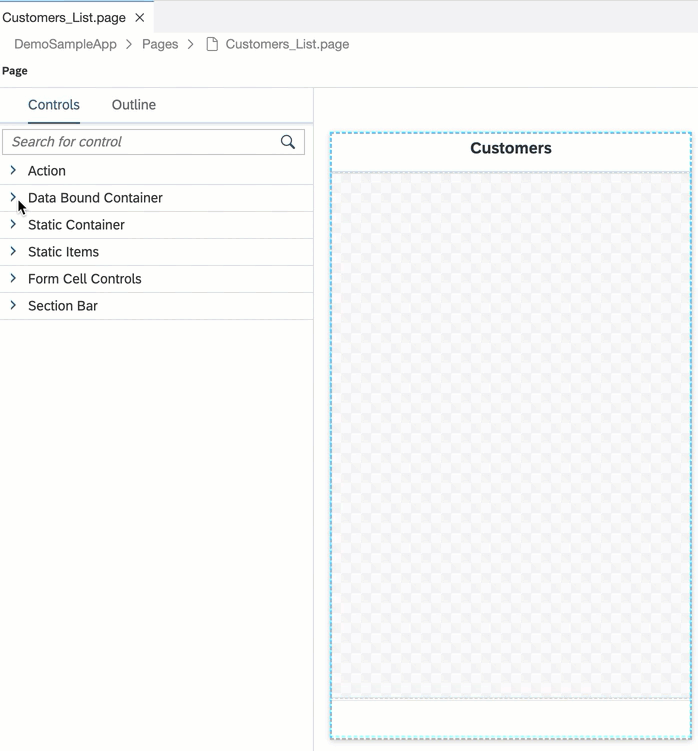 Customers_List.page
DemoSampleApp Pages Customers_List.page
Page
Controls Outline
Search for control
Customers
Action
Data Bound Container
Static Container
Static Items
Form Cell Controls
Section Bar